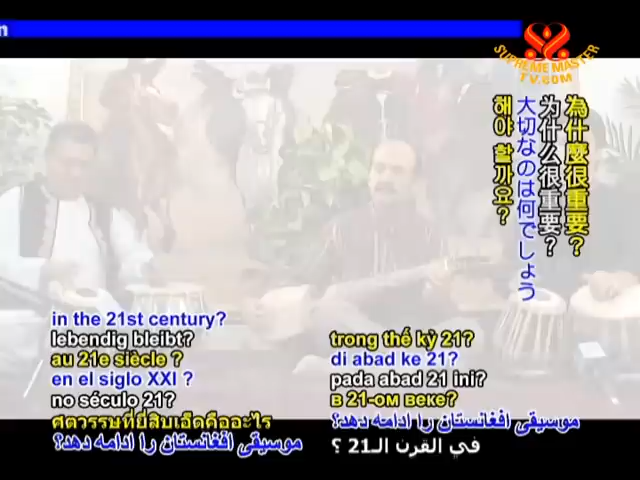 n
SUPREME MASTER
TV.COM
為什麼很重要?
为什么很重要?
大切なのは何でしょう
해야 할까요?
in the 21st century?
lebendig bleibt?
au 21e siècle ?
en el siglo XXI ?
no século 21?
ศตวรรษที่ยี่สิบเอ็ดคืออะไร
موسیقی افغانستان را ادامه دهد؟
trong thế kỷ 21?
di abad ke 21?
pada abad 21 ini?
в 21-ом веке?
موسیقی افغانستان را ادامه دهد؟
في القرن الـ21 ؟